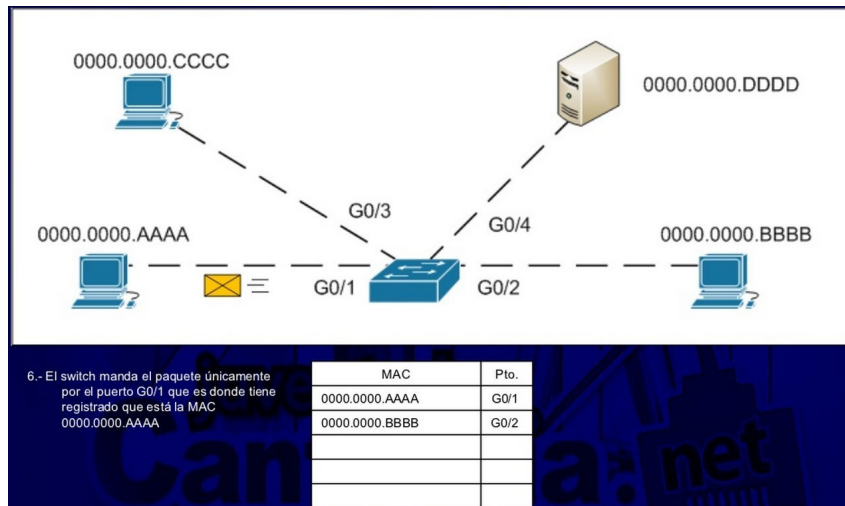 0000.0000.CCCC
0000.0000.DDDD
G0/3
G0/4
0000.0000.AAAA
0000.0000.BBBB
G0/1
G0/2
6.- El switch manda el paquete únicamente
por el puerto G0/1 que es donde tiene
registrado que está la MAC
0000.0000.AAAA
MAC Pto.
0000.0000.AAAA G0/1
0000.0000.BBBB G0/2
net